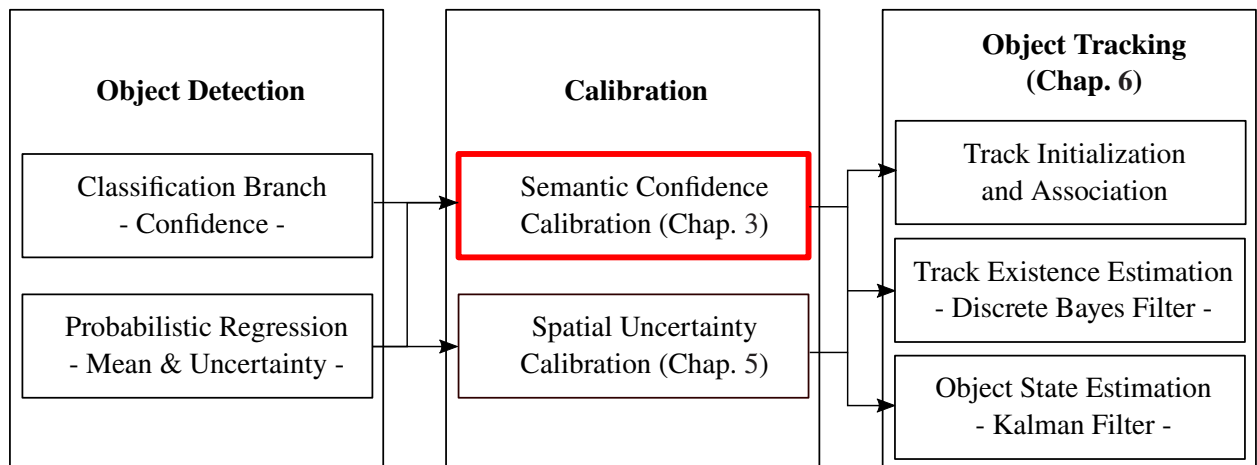 Object Detection
Classification Branch
- Confidence -
Probabilistic Regression
- Mean & Uncertainty -
Calibration
Semantic Confidence
Calibration (Chap. 3)
Spatial Uncertainty
Calibration (Chap. 5)
Object Tracking
(Chap. 6)
Track Initialization
and Association
Track Existence Estimation
- Discrete Bayes Filter -
Object State Estimation
- Kalman Filter -